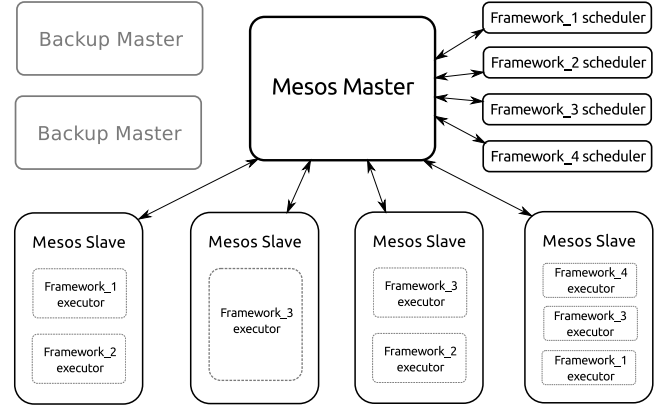 Backup Master
Backup Master
Mesos Master
Framework_1 scheduler
Framework_2 scheduler
Framework_3 scheduler
Framework_4 scheduler
Mesos Slave
Framework_1
executor
Framework_2
executor
Mesos Slave
Framework_3
executor
Mesos Slave
Framework_3
executor
Framework_2
executor
Mesos Slave
Framework_4
executor
Framework_3
executor
Framework_1
executor